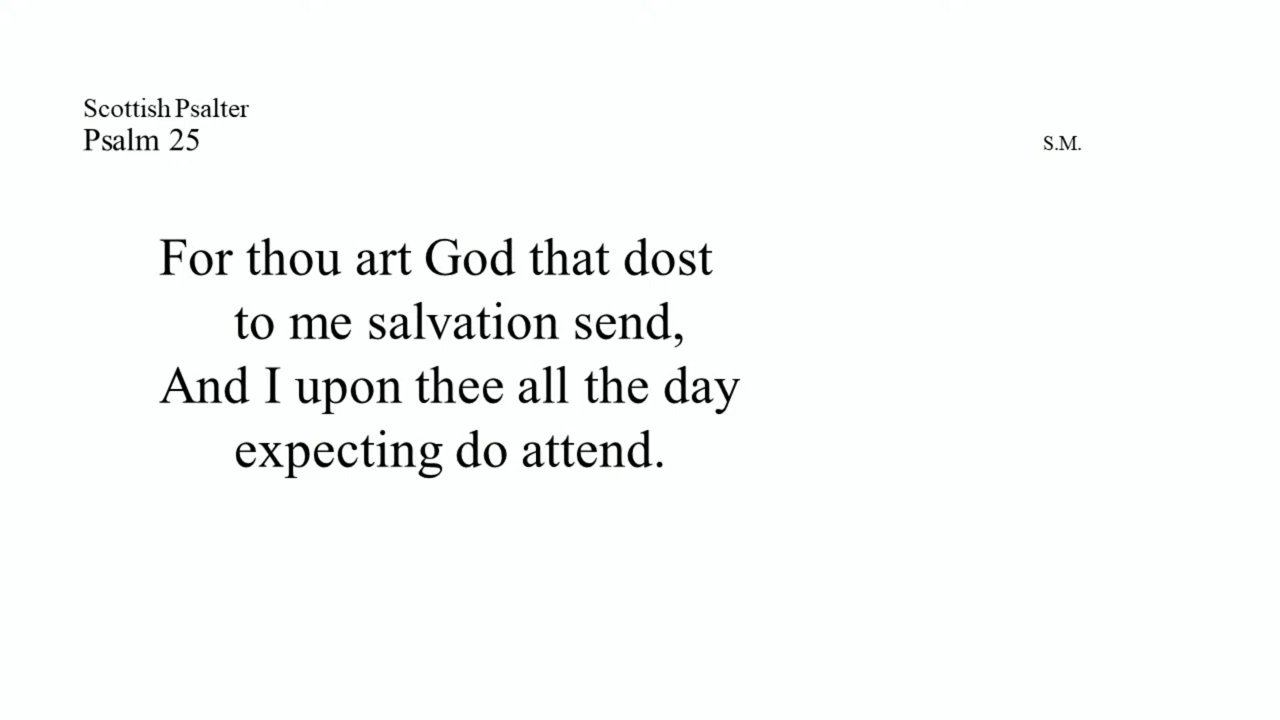 Scottish Psalter
Psalm 25
S.M.
For thou art God that dost
to me salvation send,
And I upon thee all the day
expecting do attend.